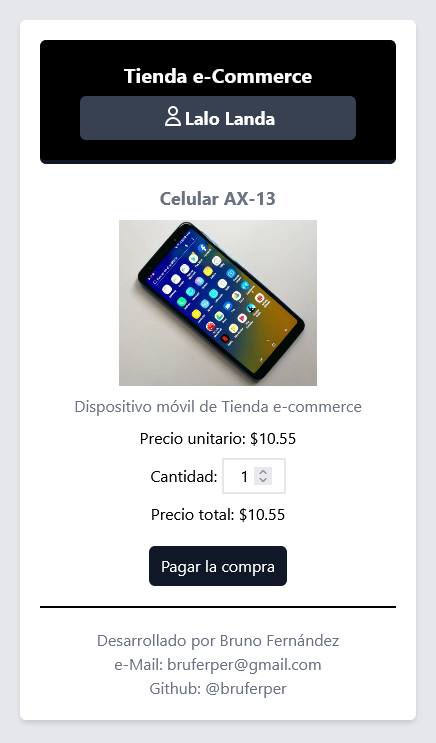 Tienda e-Commerce
Lalo Landa
Celular AX-13
Dispositivo móvil de Tienda e-commerce
Precio unitario: $10.55
Cantidad: 1
Precio total: $10.55
Pagar la compra
Desarrollado por Bruno Fernández
e-Mail: bruferper@gmail.com
Github: @bruferper